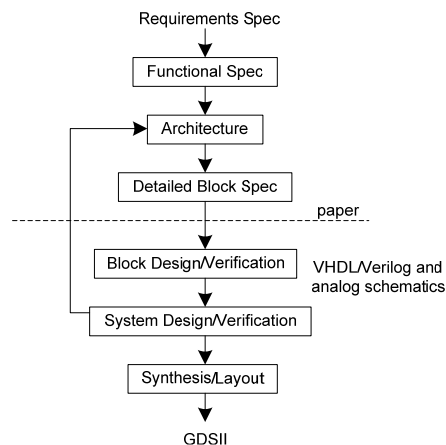 Requirements Spec
Functional Spec
Architecture
Detailed Block Spec
paper
Block Design/Verification
VHDL/Verilog and
analog schematics
System Design/Verification
Synthesis/Layout
GDSII